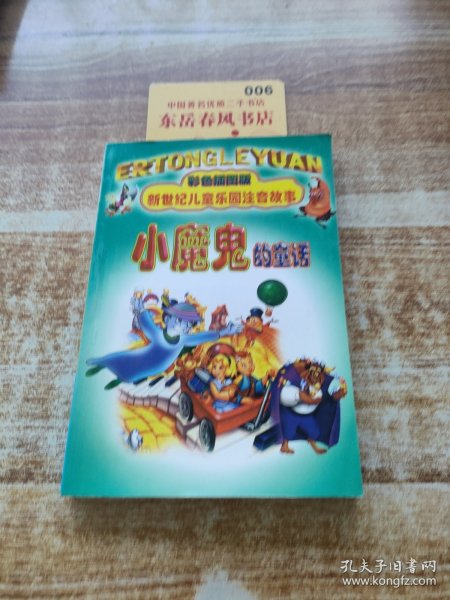 006
中国著名优质二手书店
东岳春风书店
ERTONGLEYUAN
彩色插图版
新世纪儿童乐园注音故事
小魔鬼的童话
孔夫子旧书网
www.kongfz.com